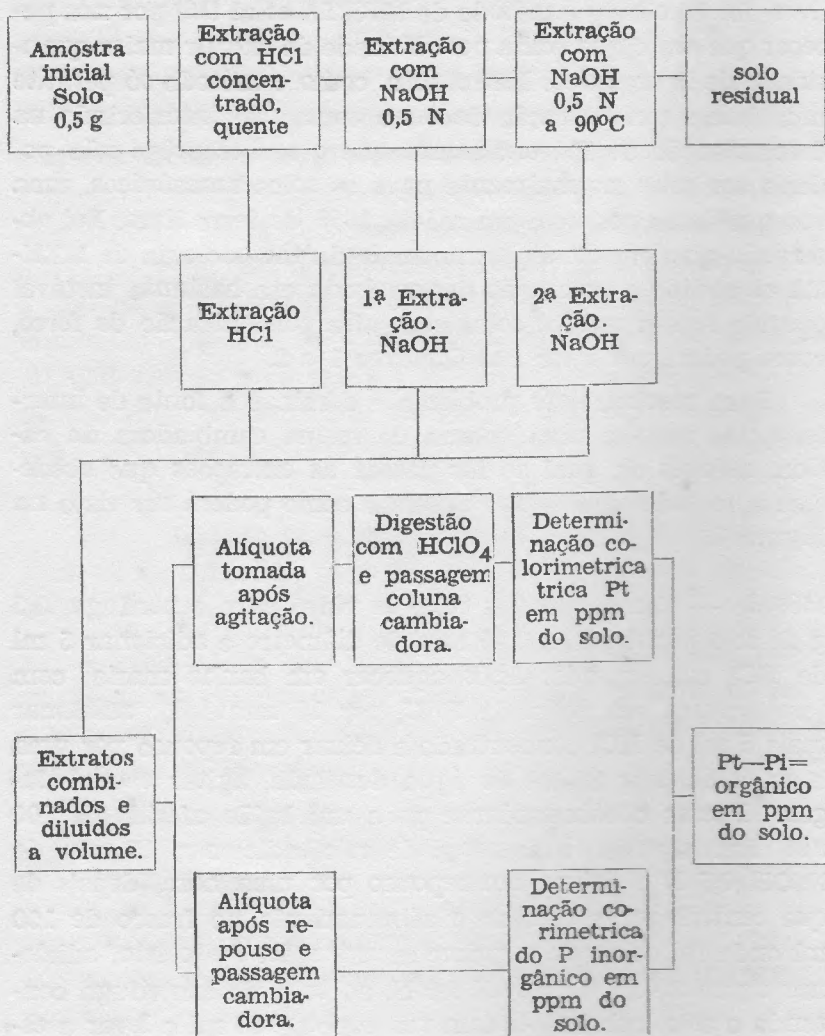 Amostra
inicial
Solo
0,5 g
Extração
com HCl
concen-
trado,
quente
Extração
com
NaOH
0,5 N
Extração
com
NaOH
0,5 N
a 90ºC
solo
residual
Extração
HCl
1ª Extra-
ção.
NaOH
2ª Extra-
ção.
NaOH
Alíquota
tomada
após
agitação.
Digestão
com HClO4
e passagem
coluna
cambia-
dora.
Determi-
nação co-
lorimetrica
trica Pt
em ppm
do solo.
Extratos
combi-
nados e
diluidos
a volume.
Pt—Pi=
orgânico
em ppm
do solo.
Alíquota
após re-
pouso e
passagem
cambia-
dora.
Determi-
nação co-
rimetrica
do P inor-
gânico em
ppm do
solo.